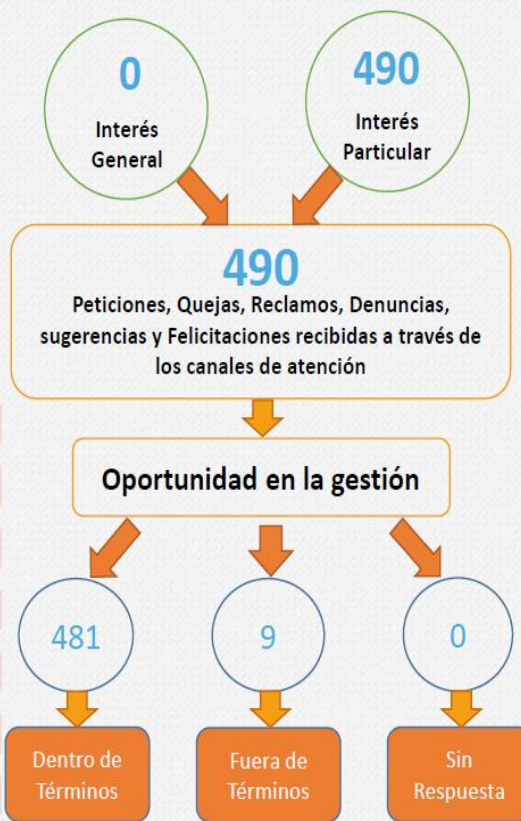 0
Interés
General
490
Interés
Particular
490
Peticiones, Quejas, Reclamos, Denuncias,
sugerencias y Felicitaciones recibidas a través de
los canales de atención
Oportunidad en la gestión
481
9
0
Dentro de
Términos
Fuera de
Términos
Sin
Respuesta